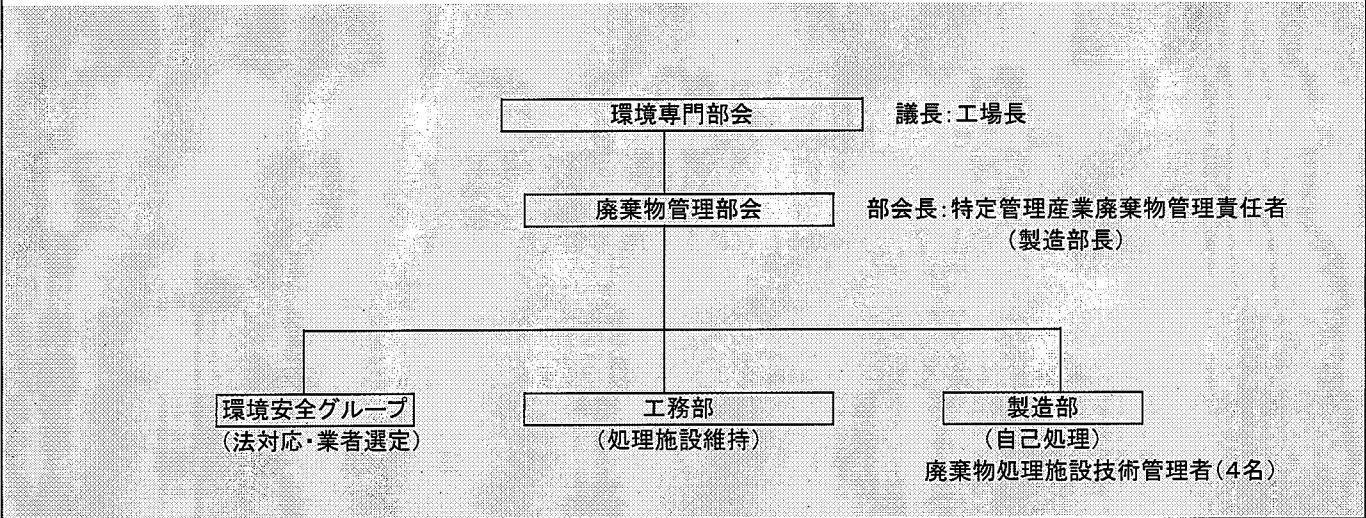 環境専門部会 議長:工場長
廃棄物管理部会 部会長:特定管理産業廃棄物管理責任者
(製造部長)
環境安全グループ 工務部 製造部
(法対応・業者選定) (処理施設維持) (自己処理)
廃棄物処理施設技術管理者(4名)